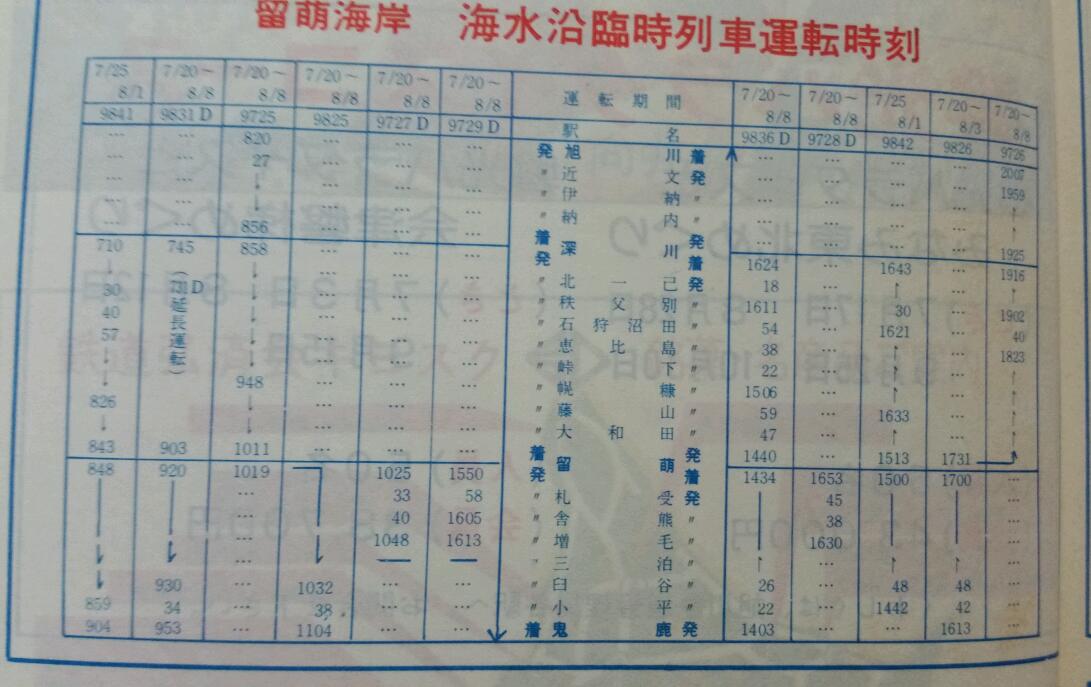 留萌海岸 海水沿臨時列車運転時刻
7/25 7/20～ 7/20～ 7/20～ 7/20～ 7/20～ 運転期間 7/20～ 7/20～ 7/25 7/20～ 7/20～
8/1 8/8 8/8 8/8 8/8 8/8 8/8 8/8 8/1 8/3 8/8
9841 9831D 9725 9825 9727D 9729D 駅名 9836D 9728D 9842 9826 9726
… … 820 … … … 発 旭川 着 … … … … 2007
… … 27 … … … 〃 近文 発 … … … … 1959
… … ↓ … … … 〃 伊納 〃 … … … … ↑
… … 856 … … … 〃 納内 〃 … … … … 1925
710 745 858 … … … 着発 深川 発着 1624 … 1643 … 1916
↓ ↓ … … … 〃 北一己 発 18 … ↑ … ↑
30 (731D延長運転) ↓ … … … 〃 秩父別 〃 1611 … 30 … 1902
40 ↓ … … … 〃 石狩沼田 〃 54 … 1621 … 40
57 ↓ … … … 〃 恵比島 〃 38 … ↑ … 1823
↓ 948 … … … 〃 峠下 〃 22 … ↑ … ↑
↓ ↓ … … … 〃 幌糠 〃 1506 … ↑ … ↑
826 ↓ … … … 〃 藤山 〃 59 … 1633 … ↑
↓ ↓ … … … 〃 大和田 〃 47 … ↑ … ↑
843 903 1011 … … … 着 留萌 発 1440 … 1513 1731 ↑
848 920 1019 1025 1550 発 着 1434 1653 1500 1700 …
… 33 58 〃 札受 発 45 …
… 40 1605 〃 舎熊 〃 38 …
↓ ↓ … ↓ 1048 1613 〃 増毛 〃 1630 …
↓ ↓ … ↓ — — 〃 三泊 〃 ↑ … ↑ ↑ …
↓ 930 … 1032 … … 〃 臼谷 〃 26 … 48 48 …
859 34 … 38 … … 〃 小平 〃 22 … 1442 42 …
904 953 … 1104 … … 着 鬼鹿 発 1403 … … 1613 …